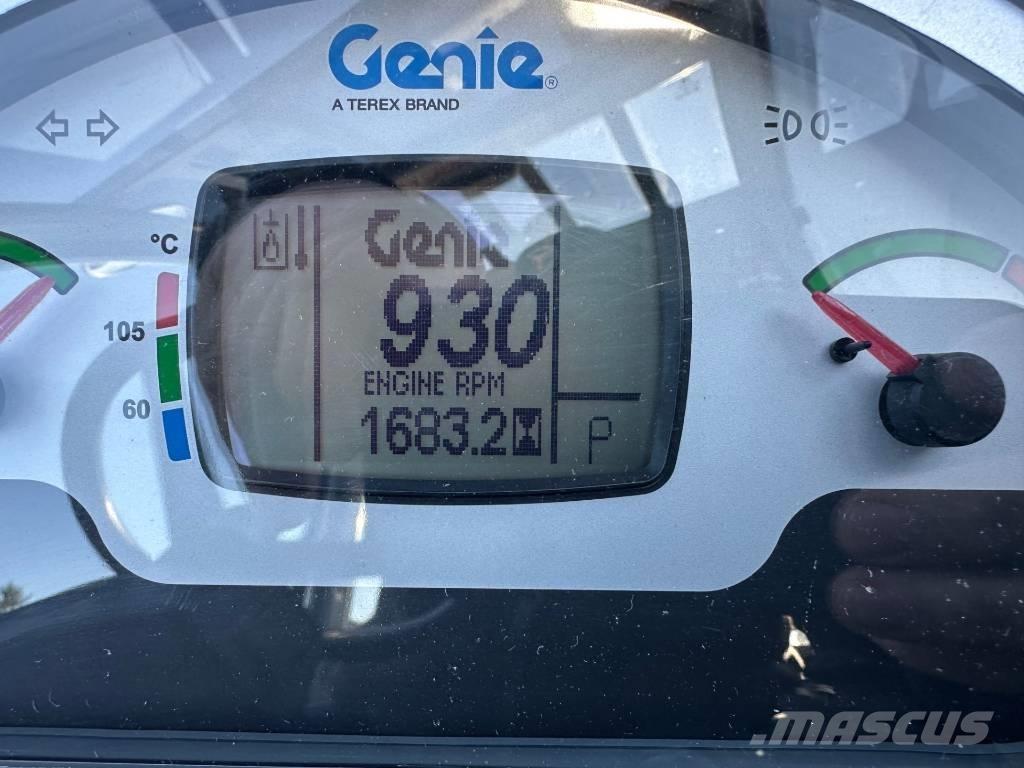 Genie®
A TEREX BRAND
°C
105
60
Genie
930
ENGINE RPM
1683.2
P
.MASCUS